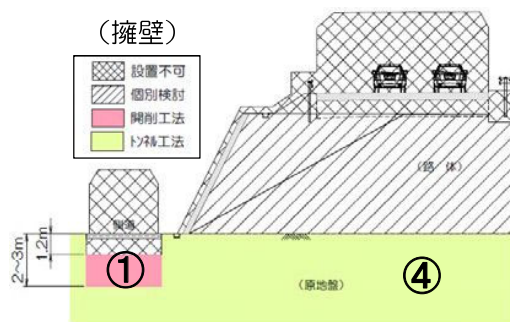 (擁壁)
設置不可
個別検討
開削工法
トンネル工法
(路 体)
側道
1.2m
2~3m
①
④
(原地盤)